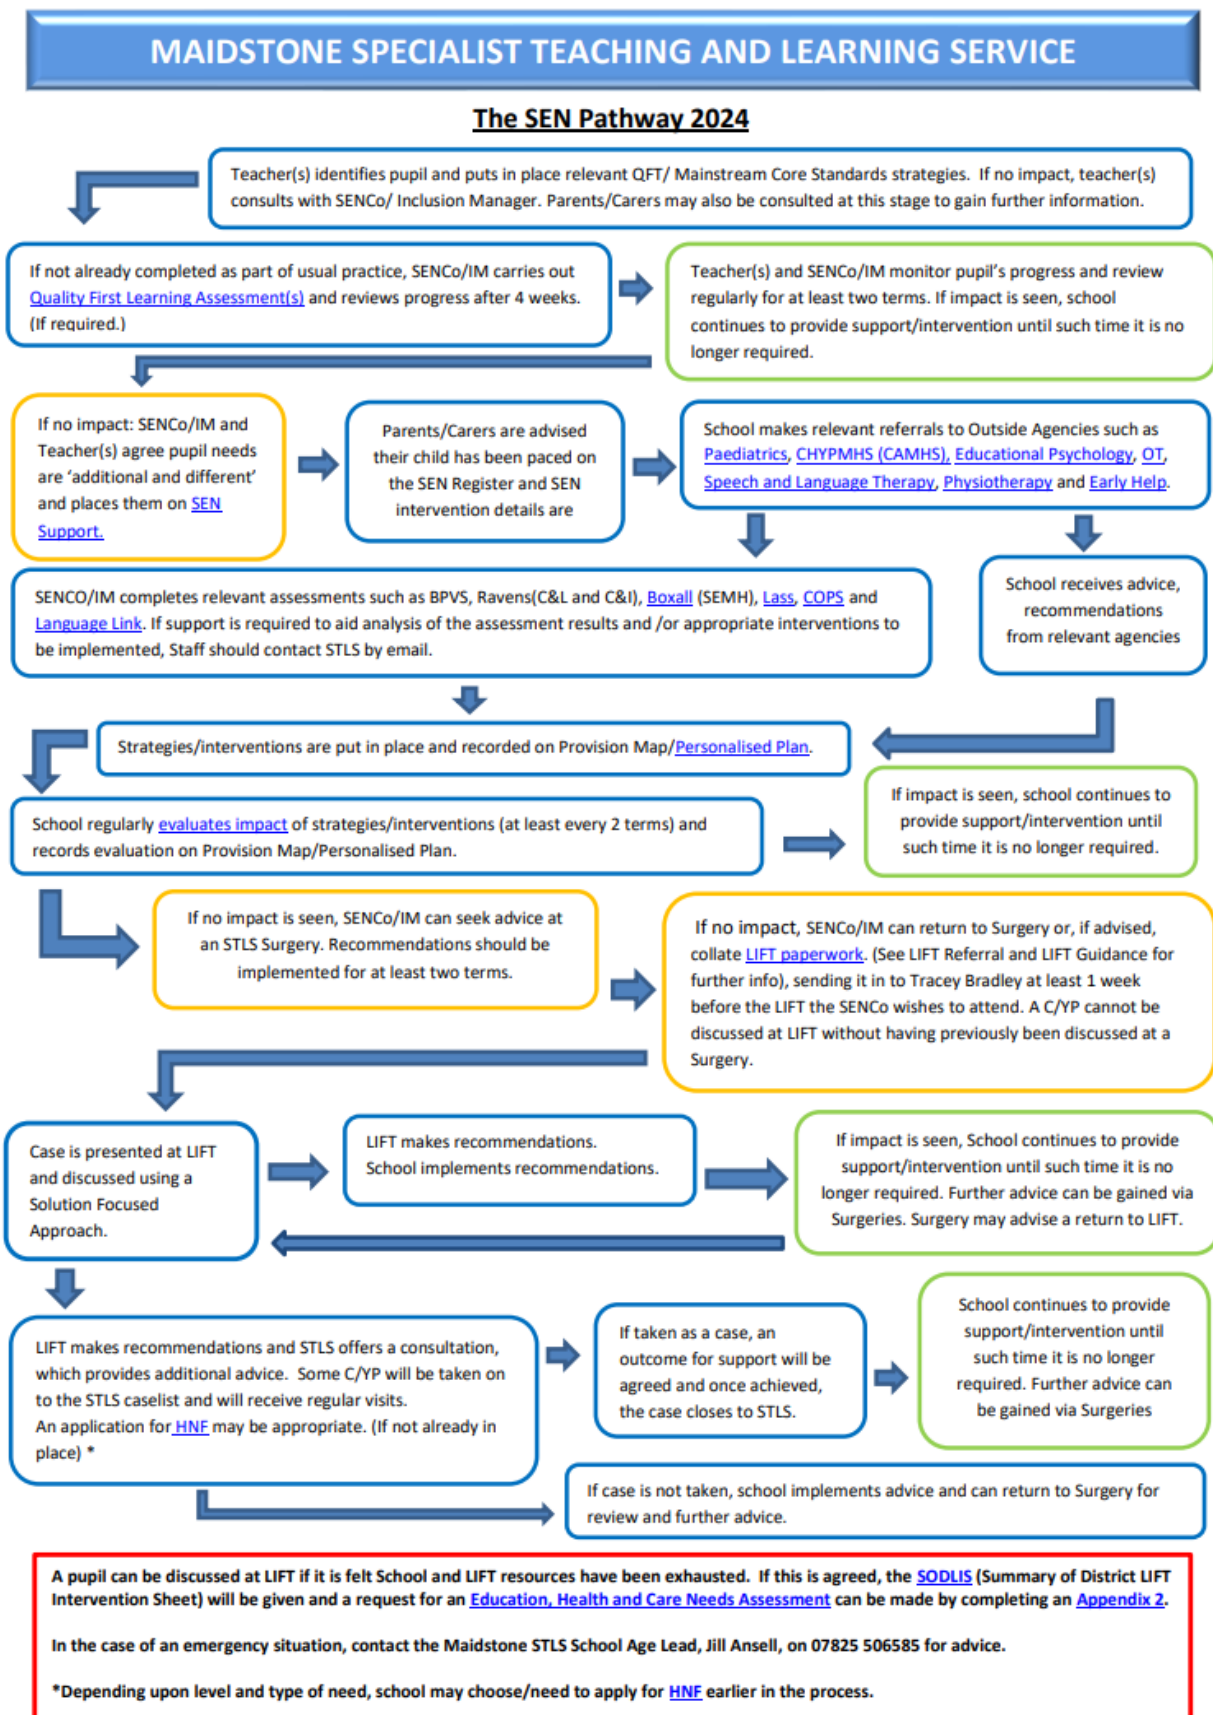 MAIDSTONE SPECIALIST TEACHING AND LEARNING SERVICE
The SEN Pathway 2024
Teacher(s) identifies pupil and puts in place relevant QFT/ Mainstream Core Standards strategies. If no impact, teacher(s)
consults with SENCo/ Inclusion Manager. Parents/Carers may also be consulted at this stage to gain further information.
If not already completed as part of usual practice, SENCo/IM carries out
Quality First Learning Assessment(s) and reviews progress after 4 weeks.
(If required.)
Teacher(s) and SENCo/IM monitor pupil's progress and review
regularly for at least two terms. If impact is seen, school
continues to provide support/intervention until such time it is no
longer required.
If no impact: SENCo/IM and
Teacher(s) agree pupil needs
are 'additional and different'
and places them on SEN
Support.
Parents/Carers are advised
their child has been paced on
the SEN Register and SEN
intervention details are
School makes relevant referrals to Outside Agencies such as
Paediatrics, CHYPMHS (CAMHS), Educational Psychology, OT,
Speech and Language Therapy, Physiotherapy and Early Help.
SENCO/IM completes relevant assessments such as BPVS, Ravens(C&L and C&I), Boxall (SEMH), Lass, COPS and
Language Link. If support is required to aid analysis of the assessment results and /or appropriate interventions to
be implemented, Staff should contact STLS by email.
School receives advice,
recommendations
from relevant agencies
Strategies/interventions are put in place and recorded on Provision Map/Personalised Plan.
School regularly evaluates impact of strategies/interventions (at least every 2 terms) and
records evaluation on Provision Map/Personalised Plan.
If impact is seen, school continues to
provide support/intervention until
such time it is no longer required.
If no impact is seen, SENCo/IM can seek advice at
an STLS Surgery. Recommendations should be
implemented for at least two terms.
If no impact, SENCo/IM can return to Surgery or, if advised,
collate LIFT paperwork. (See LIFT Referral and LIFT Guidance for
further info), sending it in to Tracey Bradley at least 1 week
before the LIFT the SENCo wishes to attend. A C/YP cannot be
discussed at LIFT without having previously been discussed at a
Surgery.
Case is presented at LIFT
and discussed using a
Solution Focused
Approach.
LIFT makes recommendations.
School implements recommendations.
If impact is seen, School continues to provide
support/intervention until such time it is no
longer required. Further advice can be gained via
Surgeries. Surgery may advise a return to LIFT.
LIFT makes recommendations and STLS offers a consultation,
which provides additional advice. Some C/YP will be taken on
to the STLS caselist and will receive regular visits.
An application for HNF may be appropriate. (If not already in
place) *
If taken as a case, an
outcome for support will be
agreed and once achieved,
the case closes to STLS.
School continues to provide
support/intervention until
such time it is no longer
required. Further advice can
be gained via Surgeries
If case is not taken, school implements advice and can return to Surgery for
review and further advice.
A pupil can be discussed at LIFT if it is felt School and LIFT resources have been exhausted. If this is agreed, the SODLIS (Summary of District LIFT
Intervention Sheet) will be given and a request for an Education, Health and Care Needs Assessment can be made by completing an Appendix 2.
In the case of an emergency situation, contact the Maidstone STLS School Age Lead, Jill Ansell, on 07825 506585 for advice.
*Depending upon level and type of need, school may choose/need to apply for HNF earlier in the process.